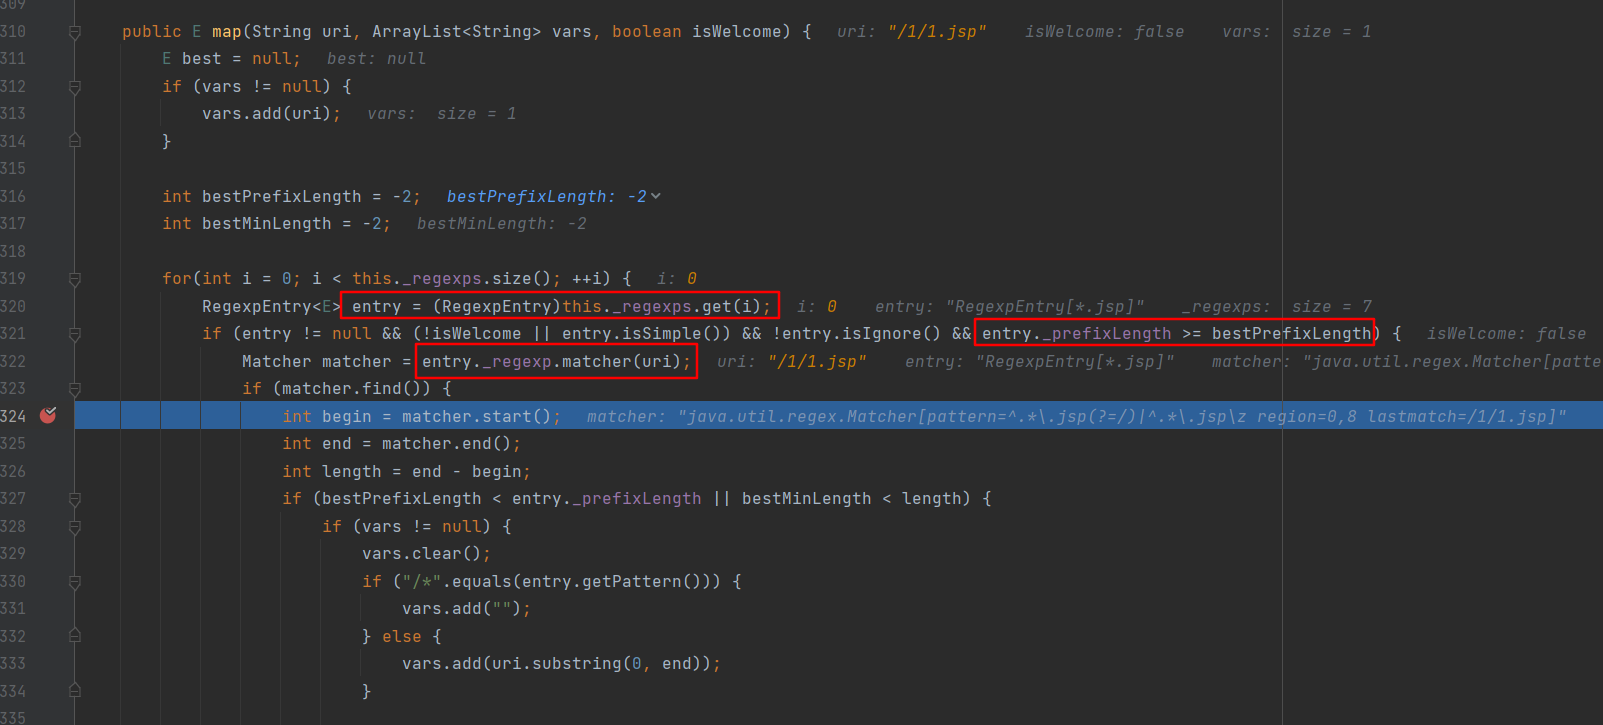 309
310 public E map(String uri, ArrayList<String> vars, boolean isWelcome) { uri: "/1/1.jsp" isWelcome: false vars: size = 1
311 E best = null; best: null
312 if (vars != null) {
313 vars.add(uri); vars: size = 1
314 }
315
316 int bestPrefixLength = -2; bestPrefixLength: -2
317 int bestMinLength = -2; bestMinLength: -2
318
319 for(int i = 0; i < this._regexps.size(); ++i) { i: 0
320 RegexpEntry<E> entry = (RegexpEntry)this._regexps.get(i); i: 0 entry: "RegexpEntry[*.jsp]" _regexps: size = 7
321 if (entry != null && (!isWelcome || entry.isSimple()) && !entry.isIgnore() && entry._prefixLength >= bestPrefixLength) { isWelcome: false
322 Matcher matcher = entry._regexp.matcher(uri); uri: "/1/1.jsp" entry: "RegexpEntry[*.jsp]" matcher: "java.util.regex.Matcher[patte
323 if (matcher.find()) {
324 int begin = matcher.start(); matcher: "java.util.regex.Matcher[pattern=^.*\.jsp(?=/)|^.*\.jsp\z region=0,8 lastmatch=/1/1.jsp]"
325 int end = matcher.end();
326 int length = end - begin;
327 if (bestPrefixLength < entry._prefixLength || bestMinLength < length) {
328 if (vars != null) {
329 vars.clear();
330 if ("/*".equals(entry.getPattern())) {
331 vars.add("");
332 } else {
333 vars.add(uri.substring(0, end));
334 }
335